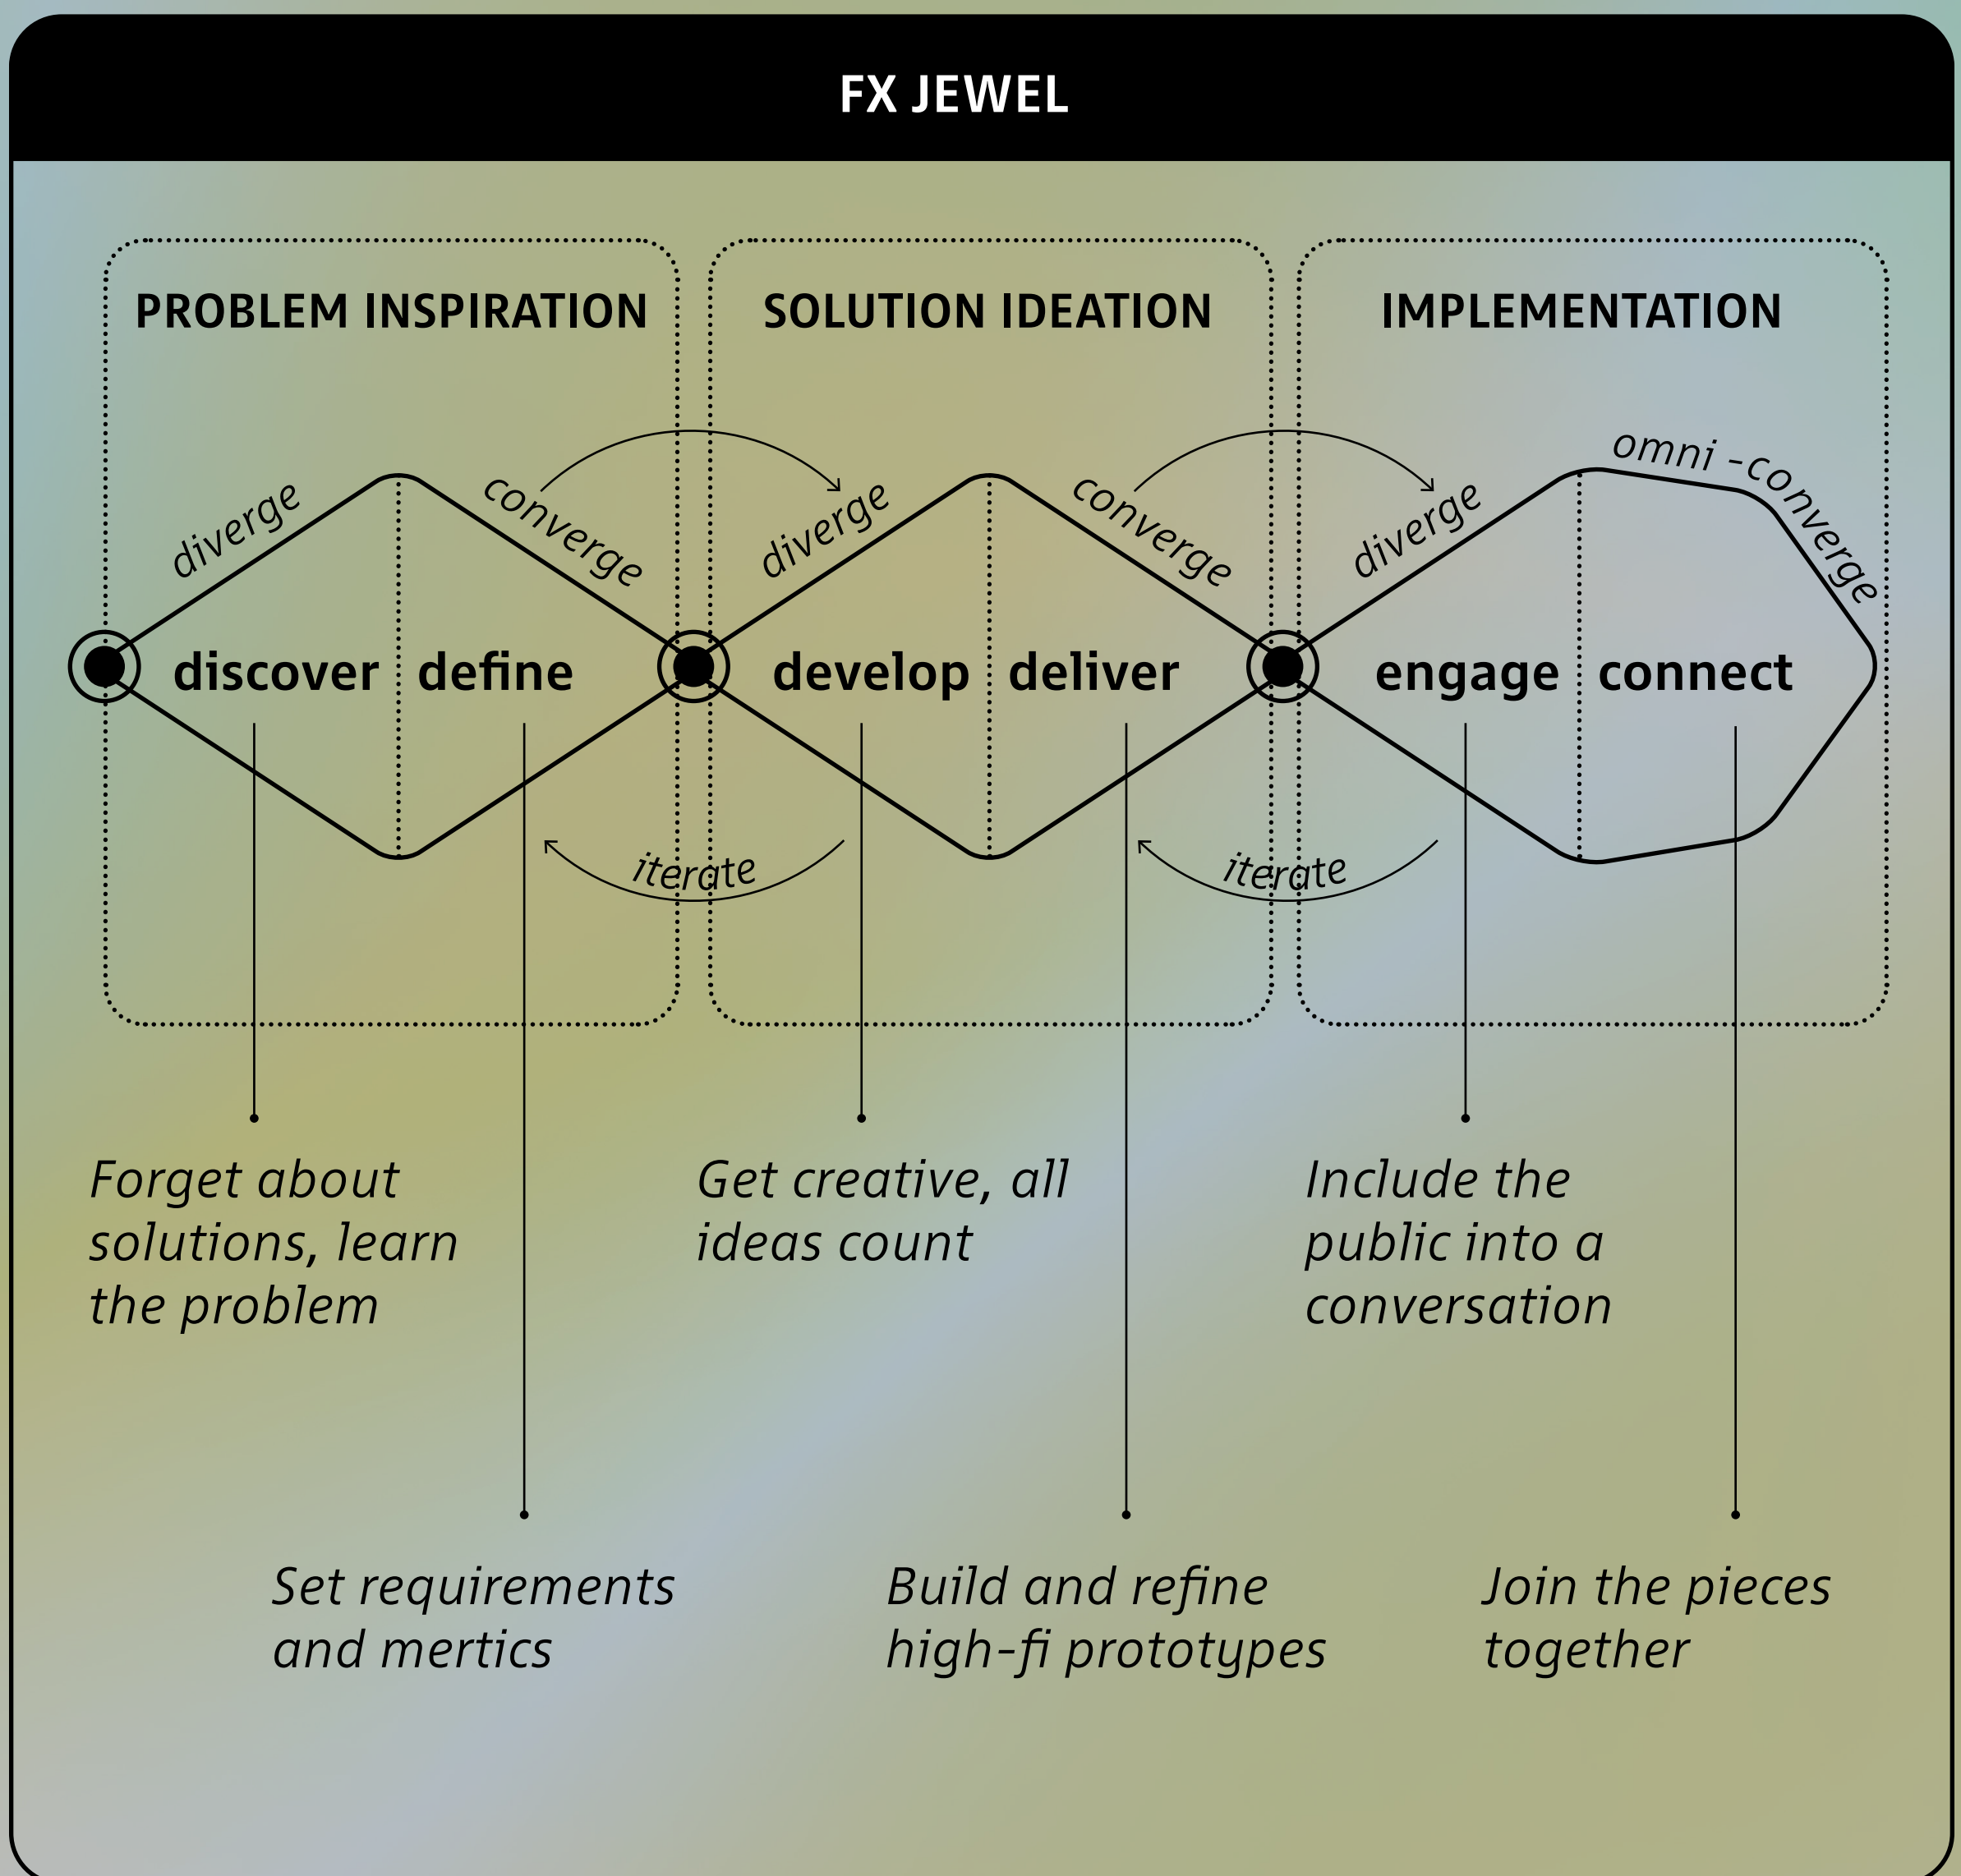 FX JEWEL
PROBLEM INSPIRATION
SOLUTION IDEATION
IMPLEMENTATION
diverge
converge
diverge
converge
diverge
omni -converge
discover
define
develop
deliver
engage
connect
iterate
iterate
Forget about
solutions, learn
the problem
Get creative, all
ideas count
Include the
public into a
conversation
Set requirements
and mertics
Build and refine
high-fi prototypes
Join the pieces
together